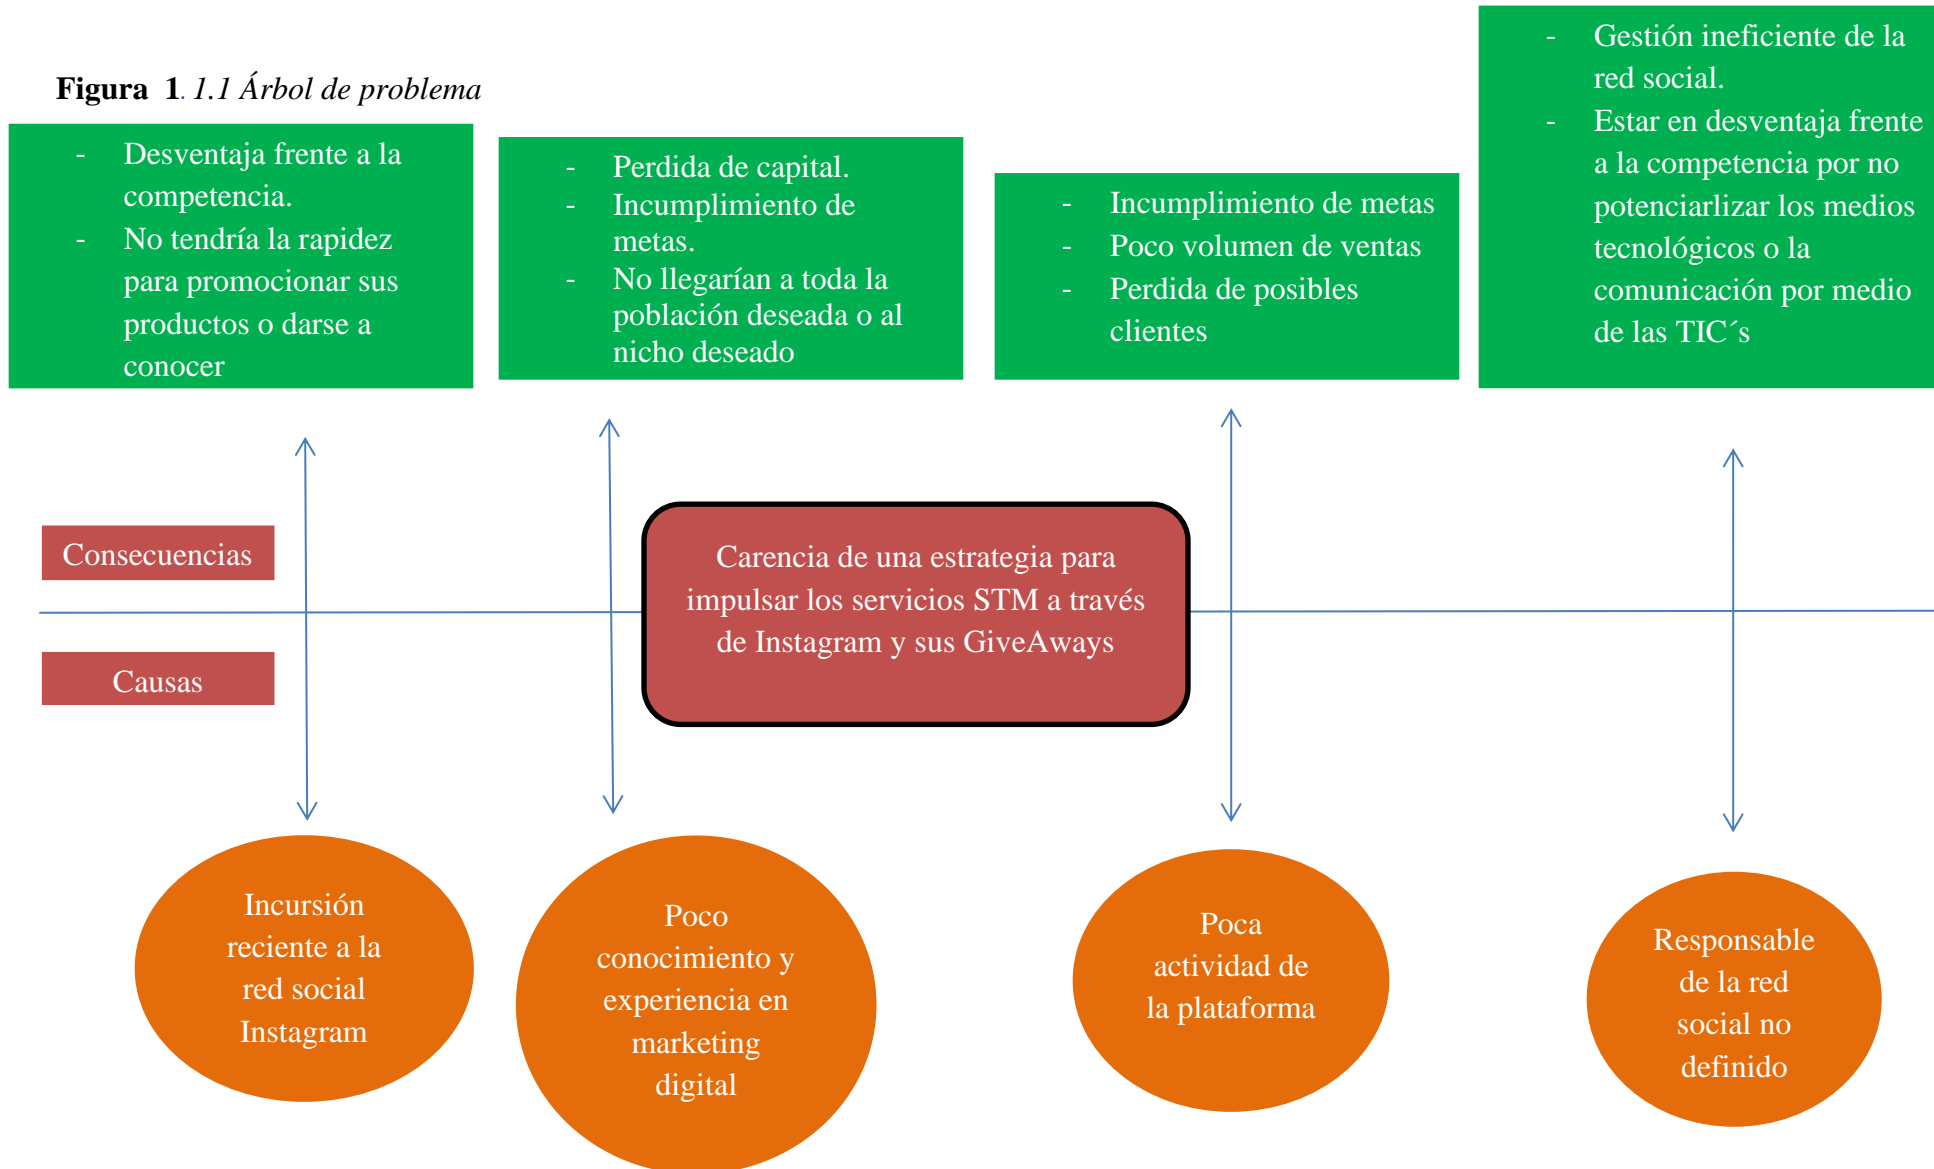 Figura 1. 1.1 Árbol de problema
- Desventaja frente a la
competencia.
- No tendría la rapidez
para promocionar sus
productos o darse a
conocer
- Perdida de capital.
- Incumplimiento de
metas.
- No llegarían a toda la
población deseada o al
nicho deseado
- Incumplimiento de metas
- Poco volumen de ventas
- Perdida de posibles
clientes
- Gestión ineficiente de la
red social.
- Estar en desventaja frente
a la competencia por no
potenciarlizar los medios
tecnológicos o la
comunicación por medio
de las TIC´s
Consecuencias
Carencia de una estrategia para
impulsar los servicios STM a través
de Instagram y sus GiveAways
Causas
Incursión
reciente a la
red social
Instagram
Poco
conocimiento y
experiencia en
marketing
digital
Poca
actividad de
la plataforma
Responsable
de la red
social no
definido